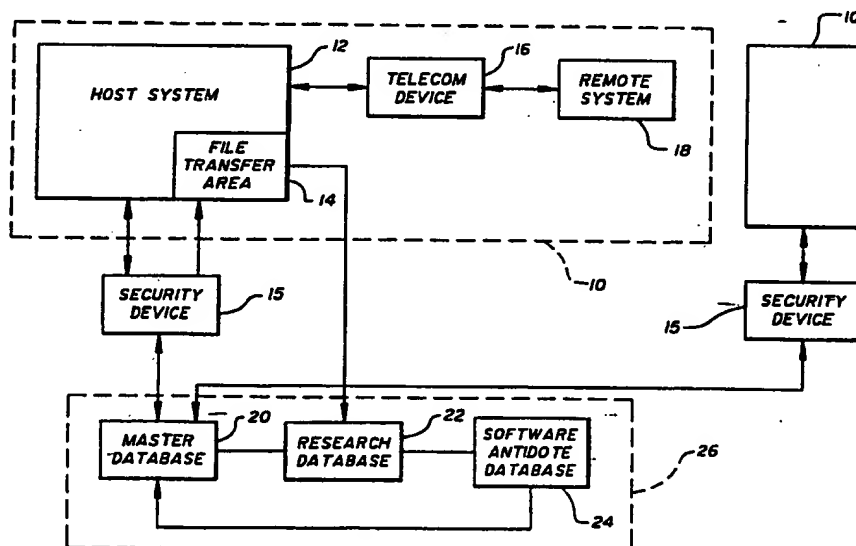 12
HOST SYSTEM
FILE
TRANSFER
AREA
14
TELECOM
DEVICE
16
REMOTE
SYSTEM
18
10
10
SECURITY
DEVICE
15
SECURITY
DEVICE
15
MASTER
DATABASE
20
RESEARCH
DATABASE
22
SOFTWARE
ANTIDOTE
DATABASE
24
26